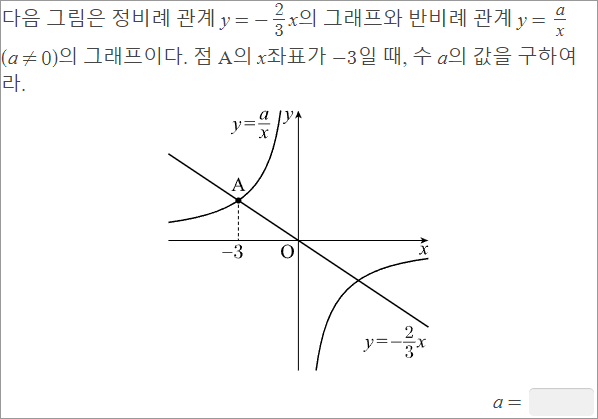 다음 그림은 정비례 관계 y = − 2/3 x의 그래프와 반비례 관계 y = a/x
(a ≠ 0)의 그래프이다. 점 A의 x좌표가 −3일 때, 수 a의 값을 구하여
라.
y = a/x
y
A
−3
O
x
y = − 2/3 x
a =